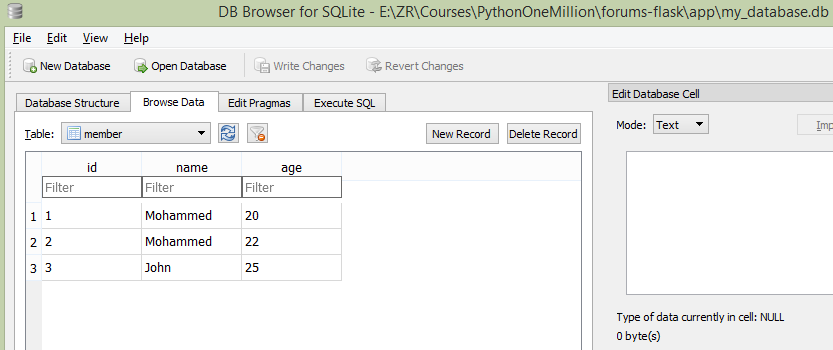 DB Browser for SQLite - E:\ZR\Courses\PythonOneMillion\forums-flask\app\my_database.db
File Edit View Help
New Database Open Database Write Changes Revert Changes
Database Structure Browse Data Edit Pragmas Execute SQL
Edit Database Cell
Table: member New Record Delete Record
Mode: Text Imp
id name age
Filter Filter Filter
1 1 Mohammed 20
2 2 Mohammed 22
3 3 John 25
Type of data currently in cell: NULL
0 byte(s)